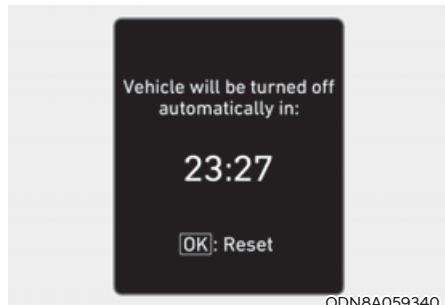 Vehicle will be turned off
automatically in:
23:27
OK: Reset
ODN8A059340